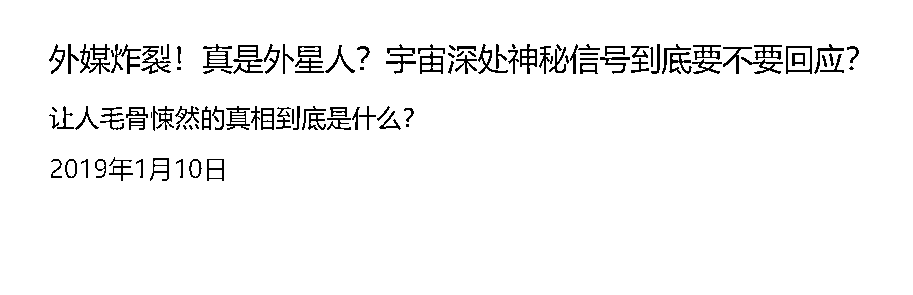 外媒炸裂！真是外星人？宇宙深处神秘信号到底要不要回应？
让人毛骨悚然的真相到底是什么？
2019年1月10日